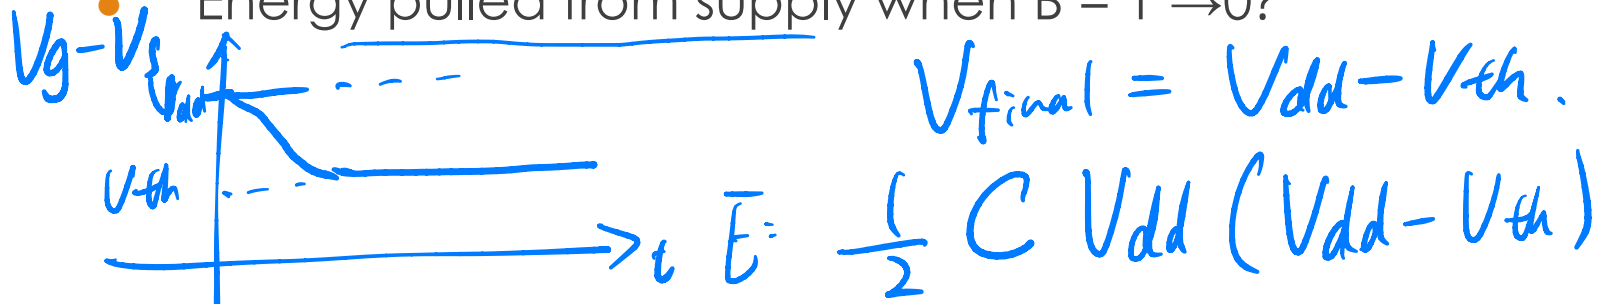 Energy pulled from supply when B = 1 →0?
Vg-Vs
Vdd
Vfinal = Vdd - Vth.
Vth
t
E = 1/2 C Vdd (Vdd - Vth)